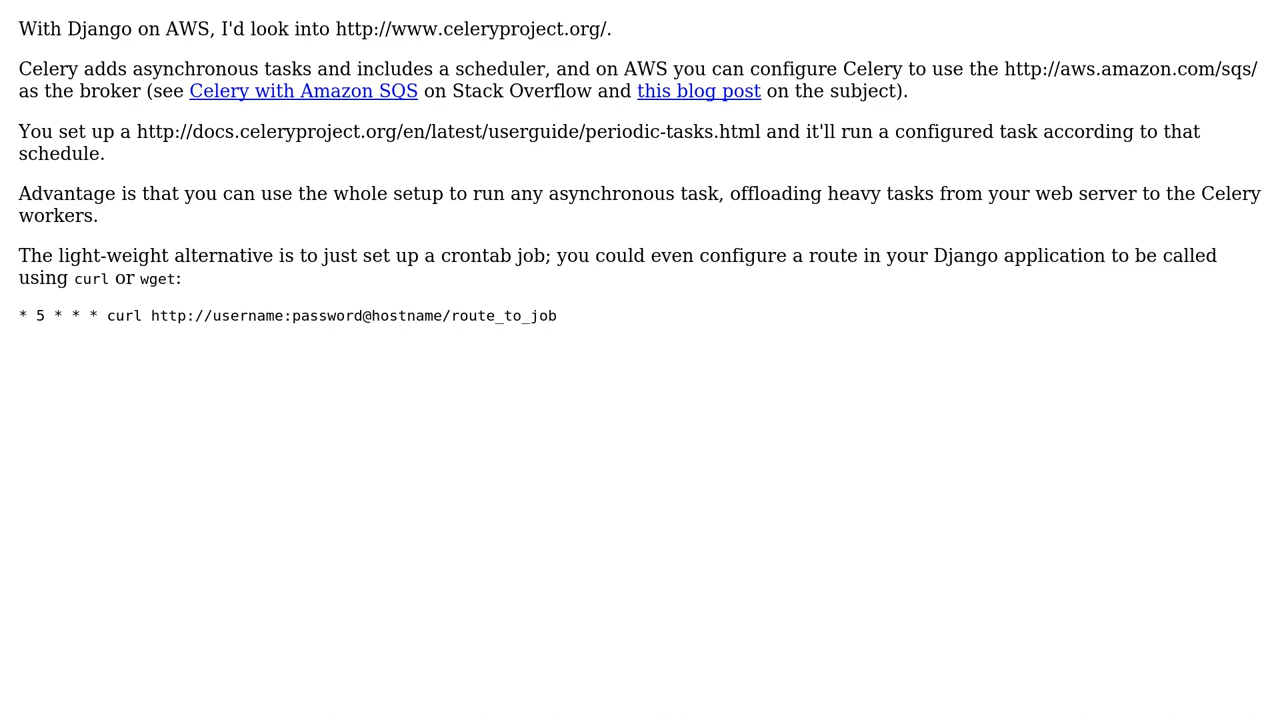 With Django on AWS, I'd look into http://www.celeryproject.org/.
Celery adds asynchronous tasks and includes a scheduler, and on AWS you can configure Celery to use the http://aws.amazon.com/sqs/
as the broker (see Celery with Amazon SQS on Stack Overflow and this blog post on the subject).
You set up a http://docs.celeryproject.org/en/latest/userguide/periodic-tasks.html and it'll run a configured task according to that
schedule.
Advantage is that you can use the whole setup to run any asynchronous task, offloading heavy tasks from your web server to the Celery
workers.
The light-weight alternative is to just set up a crontab job; you could even configure a route in your Django application to be called
using curl or wget:
* 5 * * * curl http://username:password@hostname/route_to_job